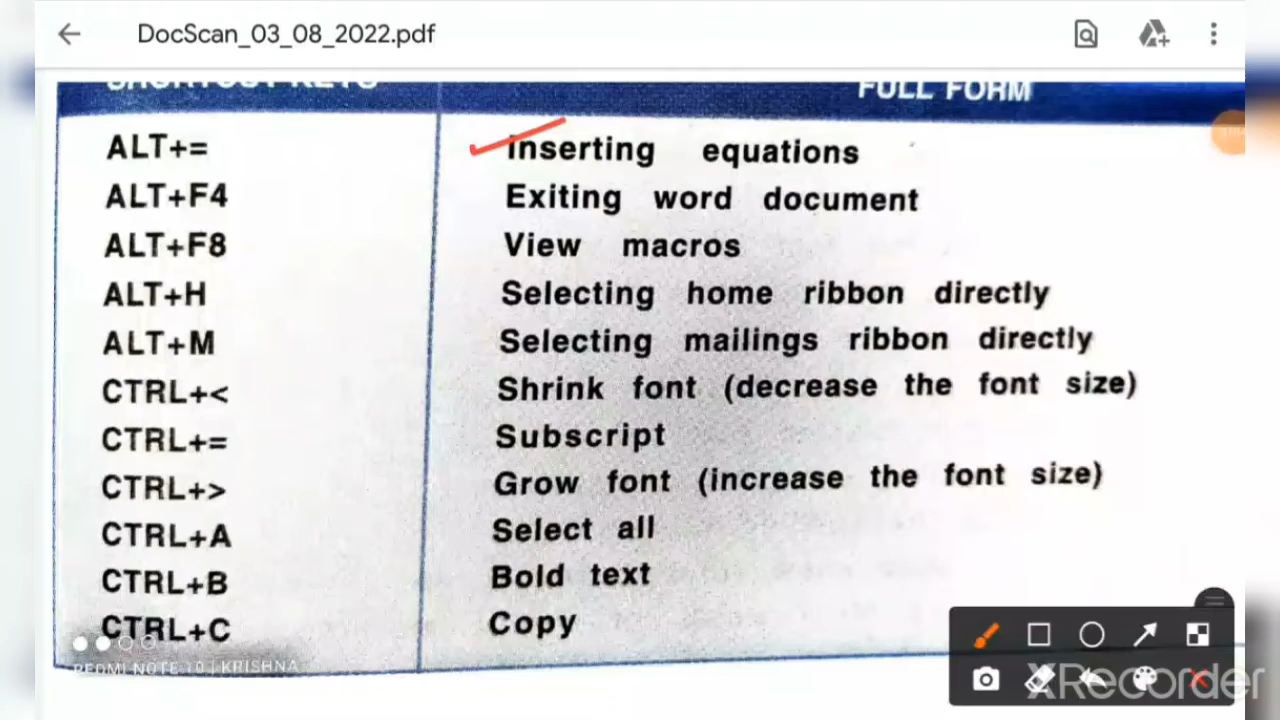 DocScan_03_08_2022.pdf
SHORTCUT KEYS FULL FORM
ALT+= Inserting equations
ALT+F4 Exiting word document
ALT+F8 View macros
ALT+H Selecting home ribbon directly
ALT+M Selecting mailings ribbon directly
CTRL+< Shrink font (decrease the font size)
CTRL+= Subscript
CTRL+> Grow font (increase the font size)
CTRL+A Select all
CTRL+B Bold text
CTRL+C Copy
REDMI NOTE 10 | KRISHNA
XRecorder